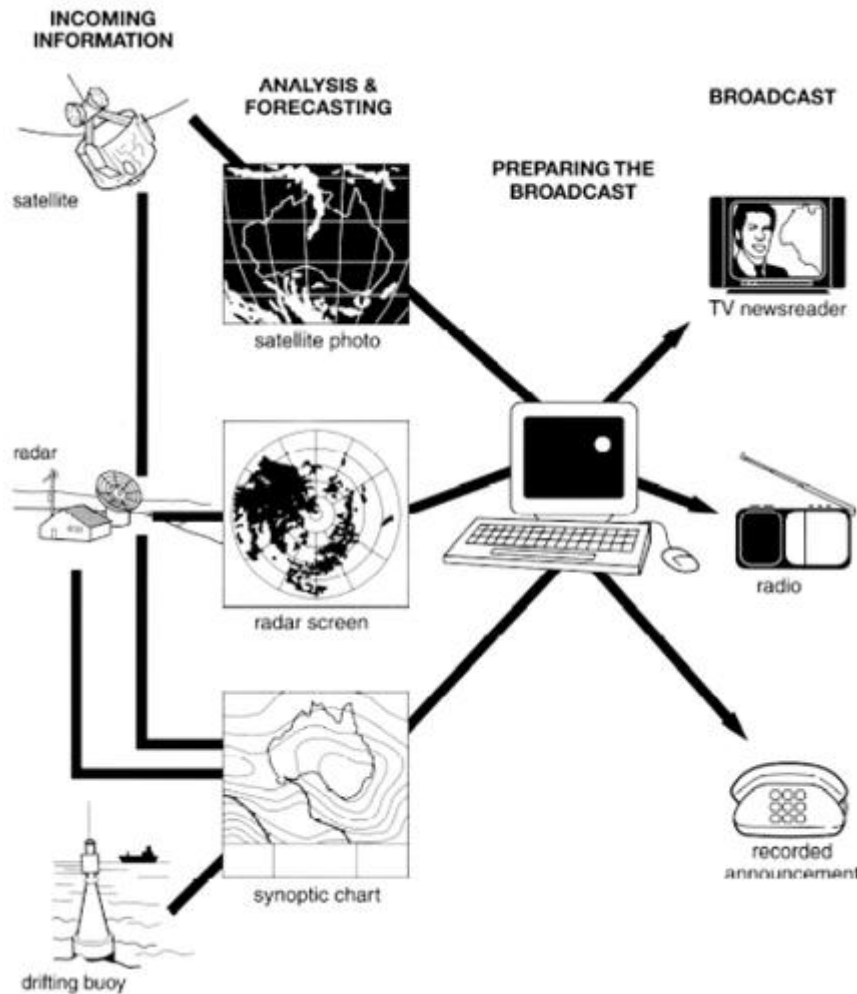 INCOMING
INFORMATION
ANALYSIS &
FORECASTING
PREPARING THE
BROADCAST
BROADCAST
satellite
satellite photo
TV newsreader
radar
radar screen
radio
synoptic chart
recorded
announcement
drifting buoy